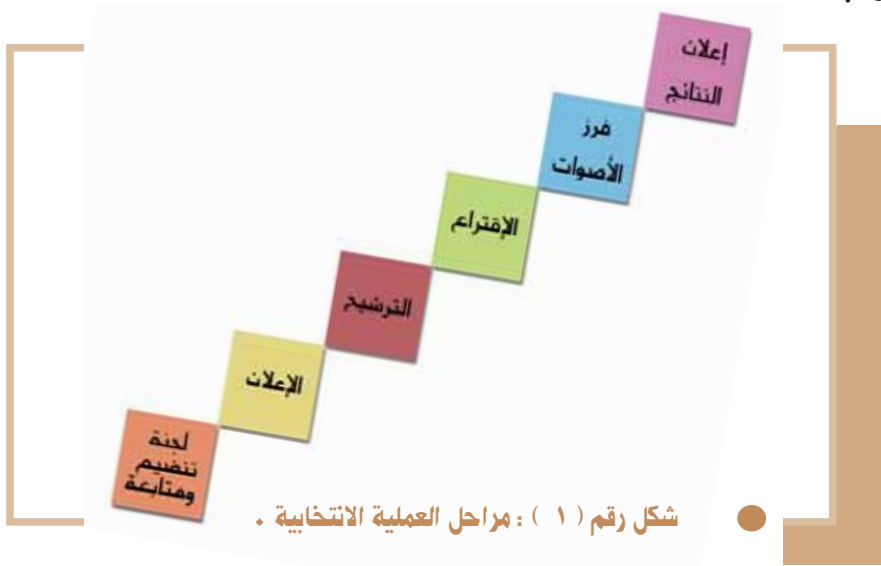 إعلان
النتائج
فرز
الأصوات
الإقتراع
الترشيح
الإعلان
لجنة
تنضيم
ومتابعة
شكل رقم ( ١ ) : مراحل العملية الانتخابية .